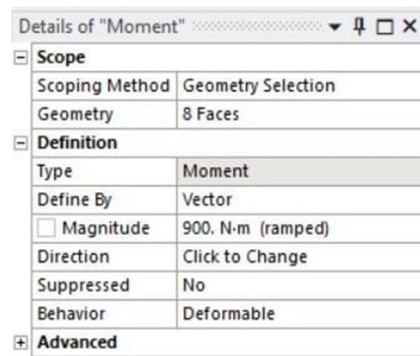 Details of "Moment"
Scope
Scoping Method Geometry Selection
Geometry 8 Faces
Definition
Type Moment
Define By Vector
Magnitude 900. N·m (ramped)
Direction Click to Change
Suppressed No
Behavior Deformable
Advanced